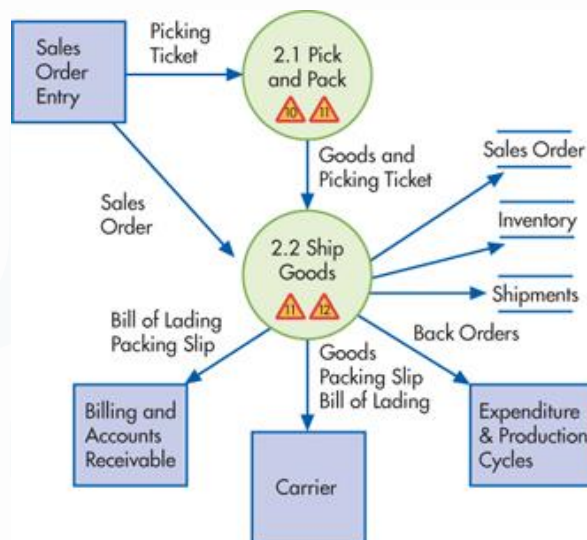 Sales
Order
Entry
Picking
Ticket
2.1 Pick
and Pack
10
11
Goods and
Picking Ticket
Sales Order
Inventory
Shipments
Sales
Order
2.2 Ship
Goods
11
12
Bill of Lading
Packing Slip
Goods
Packing Slip
Bill of Lading
Back Orders
Billing and
Accounts
Receivable
Carrier
Expenditure
& Production
Cycles